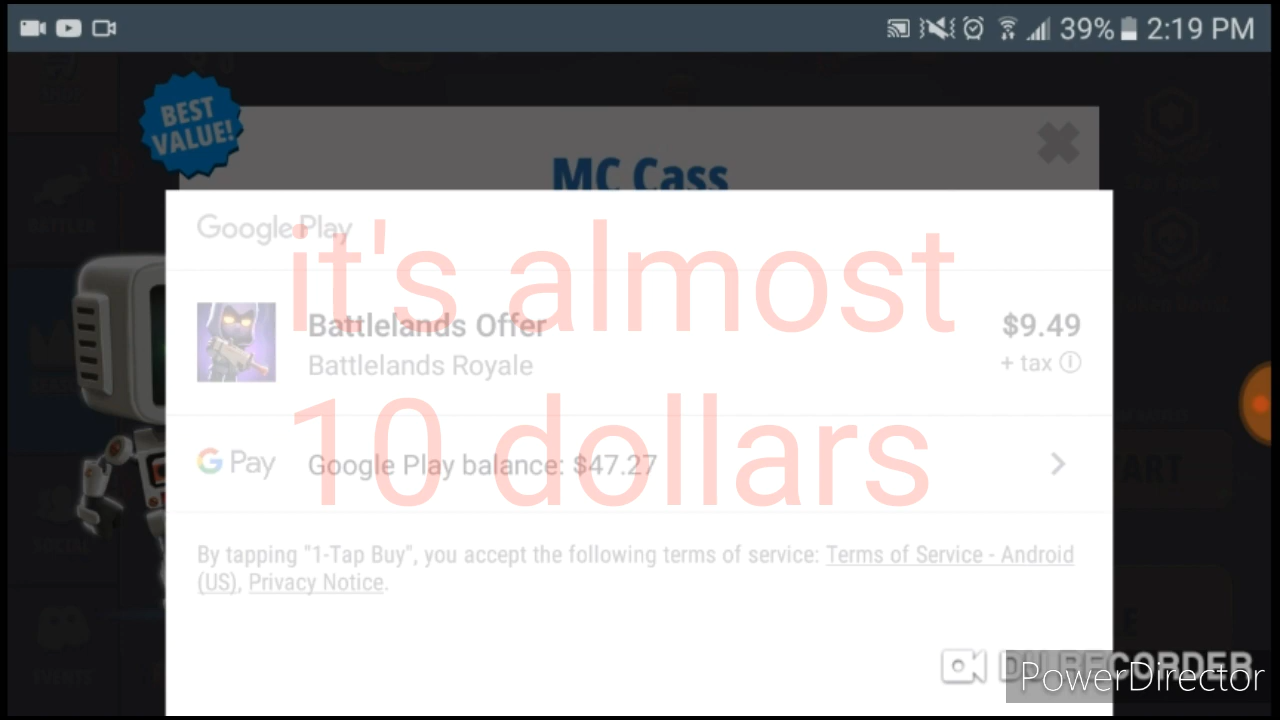 39% 2:19 PM
BEST
VALUE!
MC Cass
Google Play
it's almost
Battlelands Offer
$9.49
Battlelands Royale
+ tax
10 dollars
G Pay
Google Play balance: $47.27
By tapping "1-Tap Buy", you accept the following terms of service: Terms of Service - Android
(US), Privacy Notice.
DU RECORDER
PowerDirector